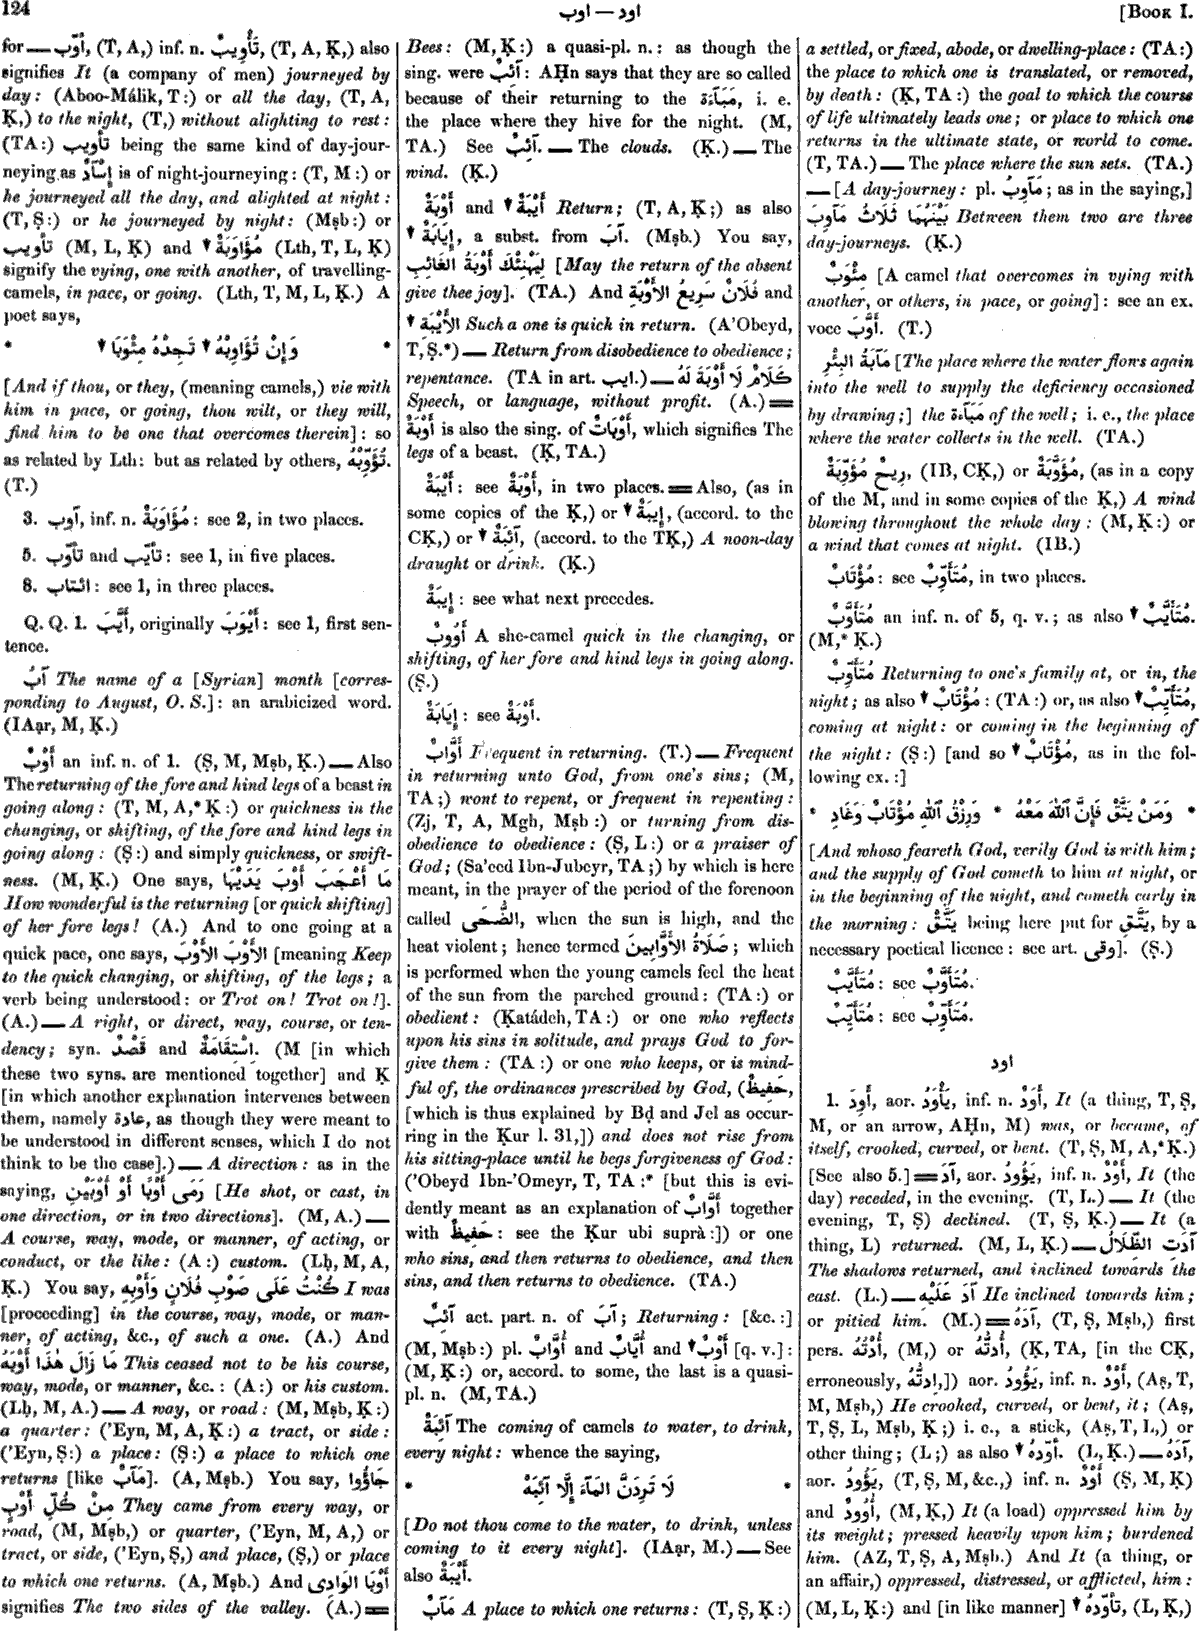 124
اوب — اود
[Book I.
for — أَوَّبَ, (T, A,) inf. n. تَأْوِيبٌ, (T, A, Ḳ,) also
signifies It (a company of men) journeyed by
day: (Aboo-Málik, T:) or all the day, (T, A,
Ḳ,) to the night, (T,) without alighting to rest:
(TA:) تأويب being the same kind of day-jour-
neying as إِسْآدٌ is of night-journeying: (T, M:) or
he journeyed all the day, and alighted at night:
(T, Ṣ:) or he journeyed by night: (Mṣb:) or
تأويب (M, L, Ḳ) and ▼ مُؤَاوَبَةٌ (Lth, T, L, Ḳ)
signify the vying, one with another, of travelling-
camels, in pace, or going. (Lth, T, M, L, Ḳ.) A
poet says,
* وَإِنْ تُؤَاوِبْهُ ▼ تَجِدْهُ مِئْوَبَا ▼ *
[And if thou, or they, (meaning camels,) vie with
him in pace, or going, thou wilt, or they will,
find him to be one that overcomes therein]: so
as related by Lth: but as related by others, تُؤَوِّبْهُ.
(T.)
3. آوب, inf. n. مُؤَاوَبَةٌ: see 2, in two places.
5. تأوّب and تأيّب: see 1, in five places.
8. ائتاب: see 1, in three places.
Q. Q. 1. أَيَّبَ, originally أَيْوَبَ: see 1, first sen-
tence.
آبُ The name of a [Syrian] month [corres-
ponding to August, O. S.]: an arabicized word.
(IAạr, M, Ḳ.)
أَوْبٌ an inf. n. of 1. (Ṣ, M, Mṣb, Ḳ.) — Also
The returning of the fore and hind legs of a beast in
going along: (T, M, A,* Ḳ:) or quickness in the
changing, or shifting, of the fore and hind legs in
going along: (Ṣ:) and simply quickness, or swift-
ness. (M, Ḳ.) One says, مَا أَعْجَبَ أَوْبَ يَدَيْهَا
How wonderful is the returning [or quick shifting]
of her fore legs! (A.) And to one going at a
quick pace, one says, الأَوْبَ الأَوْبَ [meaning Keep
to the quick changing, or shifting, of the legs; a
verb being understood: or Trot on! Trot on!].
(A.) — A right, or direct, way, course, or ten-
dency; syn. قَصْدٌ and اسْتِقَامَةٌ. (M [in which
these two syns. are mentioned together] and Ḳ
[in which another explanation intervenes between
them, namely عادة, as though they were meant to
be understood in different senses, which I do not
think to be the case].) — A direction: as in the
saying, رَمَى أَوْبًا أَوْ أَوْبَيْنِ [He shot, or cast, in
one direction, or in two directions]. (M, A.) —
A course, way, mode, or manner, of acting, or
conduct, or the like: (A:) custom. (Lḥ, M, A,
Ḳ.) You say, كُنْتُ عَلَى صَوْبِ فُلَانٍ وَأَوْبِهِ I was
[proceeding] in the course, way, mode, or man-
ner, of acting, &c., of such a one. (A.) And
مَا زَالَ هٰذَا أَوْبَهُ This ceased not to be his course,
way, mode, or manner, &c.: (A:) or his custom.
(Lḥ, M, A.) — A way, or road: (M, Mṣb, Ḳ:)
a quarter: ('Eyn, M, A, Ḳ:) a tract, or side:
('Eyn, Ṣ:) a place: (Ṣ:) a place to which one
returns [like مَآبٌ]. (A, Mṣb.) You say, جَاؤُوا
مِنْ كُلِّ أَوْبٍ They came from every way, or
road, (M, Mṣb,) or quarter, ('Eyn, M, A,) or
tract, or side, ('Eyn, Ṣ,) and place, (Ṣ,) or place
to which one returns. (A, Mṣb.) And أَوْبَا الوَادِى
signifies The two sides of the valley. (A.) ==
Bees: (M, Ḳ:) a quasi-pl. n.: as though the
sing. were آئِبٌ: AḤn says that they are so called
because of their returning to the مَبَآءَة, i. e.
the place where they hive for the night. (M,
TA.) See آئِبٌ. — The clouds. (Ḳ.) — The
wind. (Ḳ.)
أَوْبَةٌ and ▼ أَيْبَةٌ Return; (T, A, Ḳ;) as also
▼ إِيَابَةٌ, a subst. from آبَ. (Mṣb.) You say,
لِيَهْنِئْكَ أَوْبَةُ الغَائِبِ [May the return of the absent
give thee joy]. (TA.) And فُلَانٌ سَرِيعُ الأَوْبَةِ and
▼ الأَيْبَةِ Such a one is quick in return. (A'Obeyd,
T, Ṣ.*) — Return from disobedience to obedience;
repentance. (TA in art. ايب.) — كَلَامٌ لَا أَوْبَةَ لَهُ
Speech, or language, without profit. (A.) ==
أَوْبَةٌ is also the sing. of أَوْبَاتٌ, which signifies The
legs of a beast. (Ḳ, TA.)
أَيْبَةٌ: see أَوْبَةٌ, in two places. == Also, (as in
some copies of the Ḳ,) or ▼ إِيبَةٌ, (accord. to the
CḲ,) or ▼ آئِبَةٌ, (accord. to the TḲ,) A noon-day
draught or drink. (Ḳ.)
إِيبَةٌ: see what next precedes.
أَوُوبٌ A she-camel quick in the changing, or
shifting, of her fore and hind legs in going along.
(Ṣ.)
إِيَابَةٌ: see أَوْبَةٌ.
أَوَّابٌ Frequent in returning. (T.) — Frequent
in returning unto God, from one's sins; (M,
TA;) wont to repent, or frequent in repenting:
(Zj, T, A, Mgh, Mṣb:) or turning from dis-
obedience to obedience: (Ṣ, L:) or a praiser of
God; (Sa'eed Ibn-Jubeyr, TA;) by which is here
meant, in the prayer of the period of the forenoon
called الضُّحَى, when the sun is high, and the
heat violent; hence termed صَلَاةُ الأَوَّابِينَ; which
is performed when the young camels feel the heat
of the sun from the parched ground: (TA:) or
obedient: (Ḳatádeh, TA:) or one who reflects
upon his sins in solitude, and prays God to for-
give them: (TA:) or one who keeps, or is mind-
ful of, the ordinances prescribed by God, (حَفِيظٌ,
[which is thus explained by Bḍ and Jel as occur-
ring in the Ḳur l. 31,]) and does not rise from
his sitting-place until he begs forgiveness of God:
('Obeyd Ibn-'Omeyr, T, TA:* [but this is evi-
dently meant as an explanation of أَوَّابٌ together
with حَفِيظٌ: see the Ḳur ubi suprà:]) or one
who sins, and then returns to obedience, and then
sins, and then returns to obedience. (TA.)
آئِبٌ act. part. n. of آبَ; Returning: [&c.:]
(M, Mṣb:) pl. أُوَّابٌ and أُيَّابٌ and ▼ أَوْبٌ [q. v.]:
(M, Ḳ:) or, accord. to some, the last is a quasi-
pl. n. (M, TA.)
آئِبَةٌ The coming of camels to water, to drink,
every night: whence the saying,
* لَا تَرِدَنَّ المَآءَ إِلَّا آئِبَهْ *
[Do not thou come to the water, to drink, unless
coming to it every night]. (IAạr, M.) — See
also أَيْبَةٌ.
مَآبٌ A place to which one returns: (T, Ṣ, Ḳ:)
a settled, or fixed, abode, or dwelling-place: (TA:)
the place to which one is translated, or removed,
by death: (Ḳ, TA:) the goal to which the course
of life ultimately leads one; or place to which one
returns in the ultimate state, or world to come.
(T, TA.) — The place where the sun sets. (TA.)
— [A day-journey: pl. مَآوِبُ; as in the saying,]
بَيْنَهُمَا ثَلَاثُ مَآوِبَ Between them two are three
day-journeys. (Ḳ.)
مِئْوَبٌ [A camel that overcomes in vying with
another, or others, in pace, or going]: see an ex.
voce أَوَّبَ. (T.)
مَآبَةُ البِئْرِ [The place where the water flows again
into the well to supply the deficiency occasioned
by drawing;] the مَبَآءَة of the well; i. e., the place
where the water collects in the well. (TA.)
رِيحٌ مُؤَوِّبَةٌ, (IB, CḲ,) or مُؤَوَّبَةٌ, (as in a copy
of the M, and in some copies of the Ḳ,) A wind
blowing throughout the whole day: (M, Ḳ:) or
a wind that comes at night. (IB.)
مُؤْتَابٌ: see مُتَأَوِّبٌ, in two places.
مُتَأَوَّبٌ an inf. n. of 5, q. v.; as also ▼ مُتَأَيَّبٌ.
(M,* Ḳ.)
مُتَأَوِّبٌ Returning to one's family at, or in, the
night; as also ▼ مُؤْتَابٌ: (TA:) or, as also ▼ مُتَأَيِّبٌ,
coming at night: or coming in the beginning of
the night: (Ṣ:) [and so ▼ مُؤْتَابٌ, as in the fol-
lowing ex.:]
* وَمَنْ يَتَّقْ فَإِنَّ ٱللّٰهَ مَعْهُ * وَرِزْقُ ٱللّٰهِ مُؤْتَابٌ وَغَادِ *
[And whoso feareth God, verily God is with him;
and the supply of God cometh to him at night, or
in the beginning of the night, and cometh early in
the morning: يَتَّقْ being here put for يَتَّقِ, by a
necessary poetical licence: see art. وقى]. (Ṣ.)
مُتَأَيَّبٌ: see مُتَأَوَّبٌ.
مُتَأَيِّبٌ: see مُتَأَوِّبٌ.
اود
1. أَوِدَ, aor. يَأْوَدُ, inf. n. أَوَدٌ, It (a thing, T, Ṣ,
M, or an arrow, AḤn, M) was, or became, of
itself, crooked, curved, or bent. (T, Ṣ, M, A,* Ḳ.)
[See also 5.] == آدَ, aor. يَؤُودُ, inf. n. أَوْدٌ, It (the
day) receded, in the evening. (T, L.) — It (the
evening, T, Ṣ) declined. (T, Ṣ, Ḳ.) — It (a
thing, L) returned. (M, L, Ḳ.) — آدَتِ الظِّلَالُ
The shadows returned, and inclined towards the
east. (L.) — آدَ عَلَيْهِ He inclined towards him;
or pitied him. (M.) == آدَهُ, (T, Ṣ, Mṣb,) first
pers. أُدْتُهُ, (M,) or أُدتُّهُ, (Ḳ, TA, [in the CḲ,
erroneously, اِدتُّهُ,]) aor. يَؤُودُ, inf. n. أَوْدٌ, (Aṣ, T,
M, Mṣb,) He crooked, curved, or bent, it; (Aṣ,
T, Ṣ, L, Mṣb, Ḳ;) i. e., a stick, (Aṣ, T, L,) or
other thing; (L;) as also ▼ أوّدهُ. (L, Ḳ.) — آدَهُ,
aor. يَؤُودُ, (T, Ṣ, M, &c.,) inf. n. أَوْدٌ (Ṣ, M, Ḳ)
and أُوُودٌ, (M, Ḳ,) It (a load) oppressed him by
its weight; pressed heavily upon him; burdened
him. (AZ, T, Ṣ, A, Mṣb.) And It (a thing, or
an affair,) oppressed, distressed, or afflicted, him:
(M, L, Ḳ:) and [in like manner] ▼ تأوّدهُ, (L, Ḳ,)